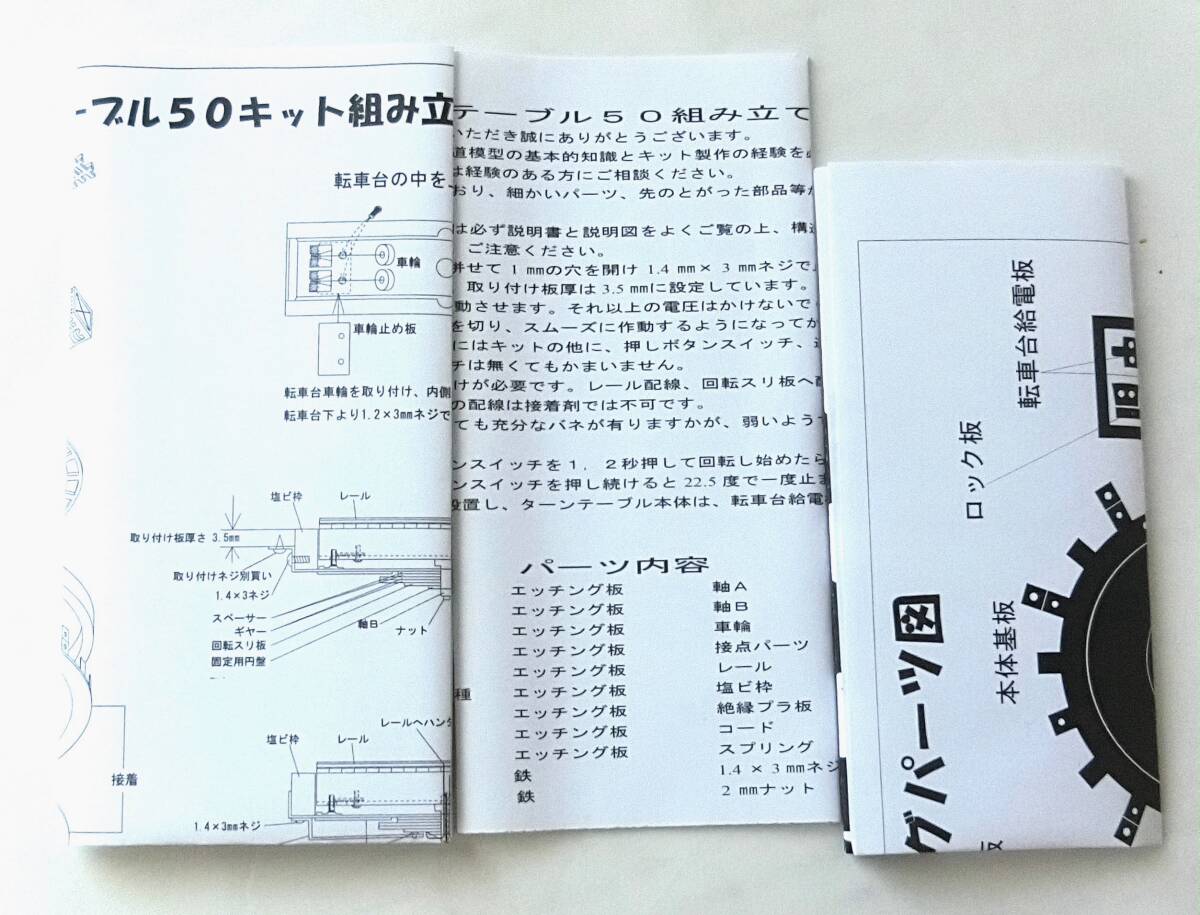 ーブル50キット組み立
転車台の中を
車輪
車輪止め板
転車台車輪を取り付け、内側
転車台下より1.2×3mmネジで
塩ビ枠
レール
取り付け板厚さ 3.5mm
取り付けネジ別買い
1.4×3ネジ
スペーサー
ギヤー
回転スリ板
固定用円盤
軸B
ナット
レールへハンダ
塩ビ枠
レール
接着
1.4×3mmネジ
テーブル50組み立て
いただき誠にありがとうございます。
道模型の基本的知識とキット製作の経験を必
は経験のある方にご相談ください。
おり、細かいパーツ、先のとがった部品等が
は必ず説明書と説明図をよくご覧の上、構造
ご注意ください。
併せて1mmの穴を開け1.4mm×3mmネジで
取り付け板厚は3.5mmに設定しています。
動させます。それ以上の電圧はかけないで
を切り、スムーズに作動するようになってか
にはキットの他に、押しボタンスイッチ、
チは無くてもかまいません。
けが必要です。レール配線、回転スリ板へ
の配線は接着剤では不可です。
ても充分なバネが有りますかが、弱いよう
ンスイッチを1,2秒押して回転し始めたら
ンスイッチを押し続けると22.5度で一度止ま
設置し、ターンテーブル本体は、転車台給電
パーツ内容
エッチング板 軸A
エッチング板 軸B
エッチング板 車輪
エッチング板 接点パーツ
エッチング板 レール
種 エッチング板 塩ビ枠
エッチング板 絶縁プラ板
エッチング板 コード
エッチング板 スプリング
鉄 1.4×3mmネジ
鉄 2mmナット
グパーツ図
転車台給電板
ロック板
本体基板
板